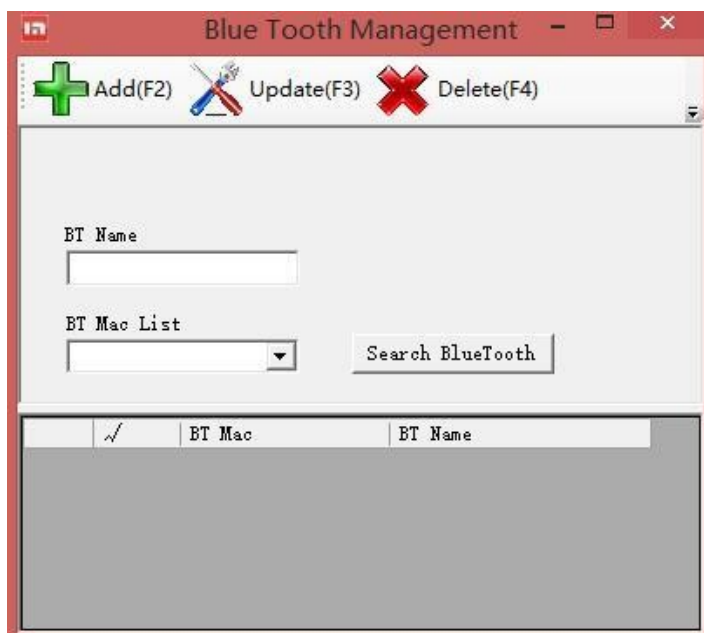 Blue Tooth Management
Add(F2) Update(F3) Delete(F4)
BT Name
BT Mac List
Search BlueTooth
√ BT Mac BT Name